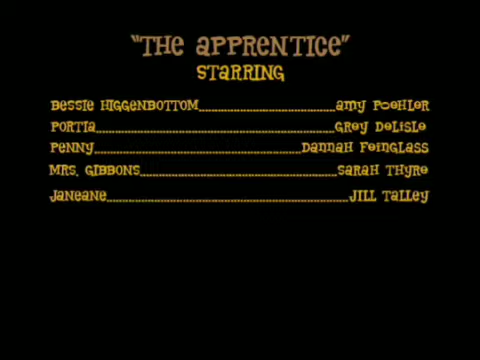 "The Apprentice"
Starring
Bessie Higgenbottom..........Amy Poehler
Portia..........Grey DeLisle
Penny..........Dannah Feinglass
Mrs. Gibbons..........Sarah Thyre
Janeane..........Jill Talley